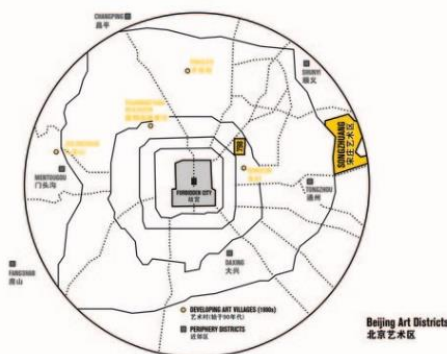 CHANGPING
昌平
SHUNYI
顺义
SONGZHUANG
宋庄艺术区
798
MENTOUGOU
门头沟
FORBIDDEN CITY
故宫
TONGZHOU
通州
DAXING
大兴
FANGSHAN
房山
DEVELOPING ART VILLAGES (1990s)
艺术村(始于90年代)
PERIPHERY DISTRICTS
近郊区
Beijing Art Districts
北京艺术区